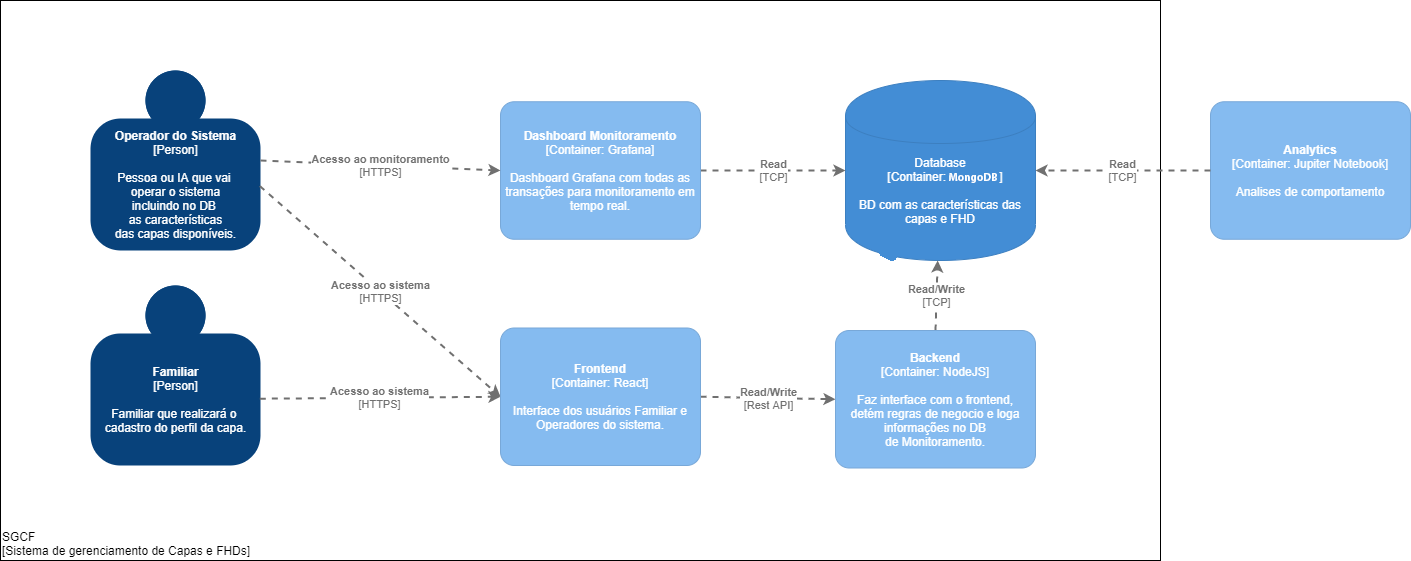 Operador do Sistema
[Person]
Pessoa ou IA que vai
operar o sistema
incluindo no DB
as características
das capas disponíveis.
Acesso ao monitoramento
[HTTPS]
Dashboard Monitoramento
[Container: Grafana]
Dashboard Grafana com todas as
transações para monitoramento em
tempo real.
Read
[TCP]
Database
[Container: MongoDB]
BD com as características das
capas e FHD
Read
[TCP]
Analytics
[Container: Jupiter Notebook]
Analises de comportamento
Acesso ao sistema
[HTTPS]
Read/Write
[TCP]
Familiar
[Person]
Familiar que realizará o
cadastro do perfil da capa.
Acesso ao sistema
[HTTPS]
Frontend
[Container: React]
Interface dos usuários Familiar e
Operadores do sistema.
Read/Write
[Rest API]
Backend
[Container: NodeJS]
Faz interface com o frontend,
detém regras de negocio e loga
informações no DB
de Monitoramento.
SGCF
[Sistema de gerenciamento de Capas e FHDs]